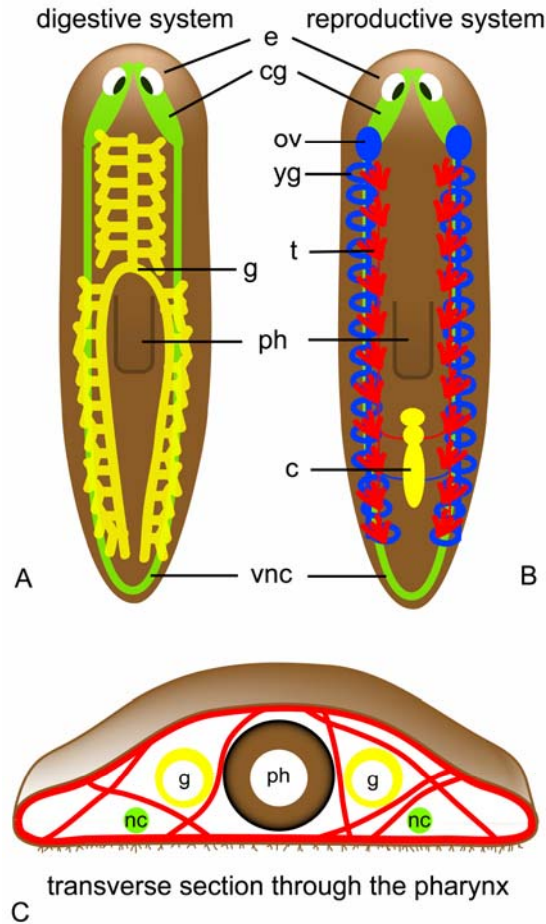 digestive system
reproductive system
e
cg
ov
yg
t
g
ph
c
vnc
A
B
g
ph
g
nc
nc
C
transverse section through the pharynx